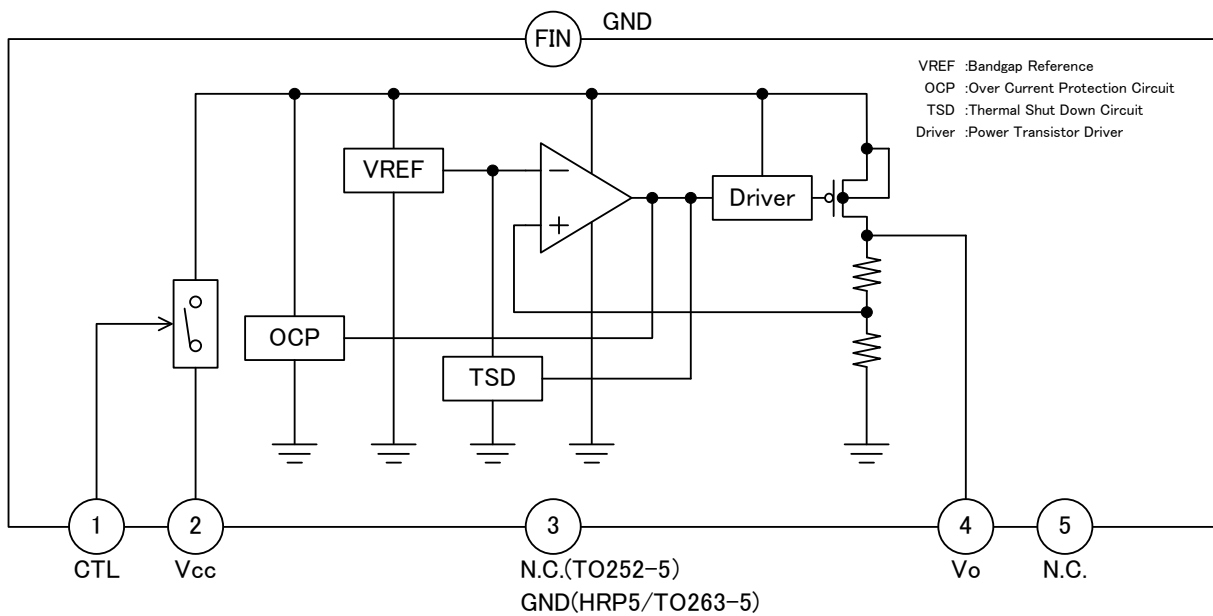 FIN
GND
VREF :Bandgap Reference
OCP :Over Current Protection Circuit
TSD :Thermal Shut Down Circuit
Driver :Power Transistor Driver
VREF
−
+
Driver
OCP
TSD
1
2
3
4
5
CTL
Vcc
N.C.(TO252-5)
GND(HRP5/TO263-5)
Vo
N.C.